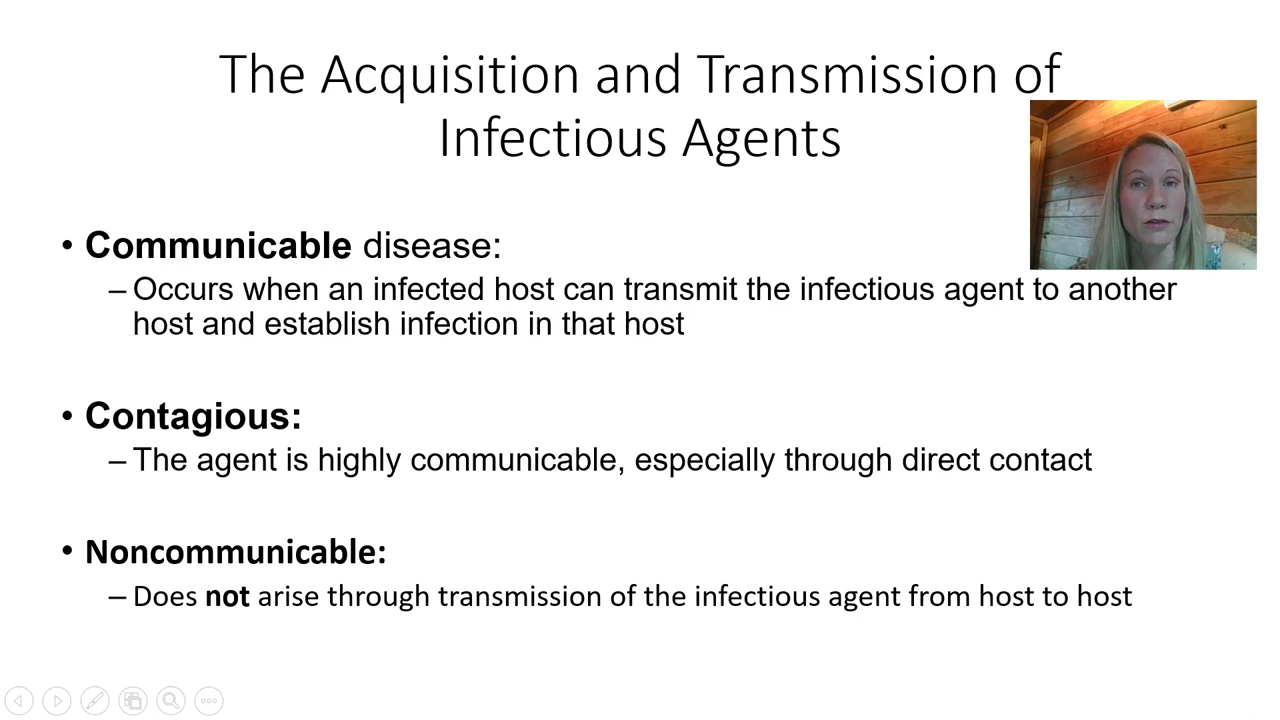 The Acquisition and Transmission of
Infectious Agents
• Communicable disease:
– Occurs when an infected host can transmit the infectious agent to another
host and establish infection in that host
• Contagious:
– The agent is highly communicable, especially through direct contact
• Noncommunicable:
– Does not arise through transmission of the infectious agent from host to host